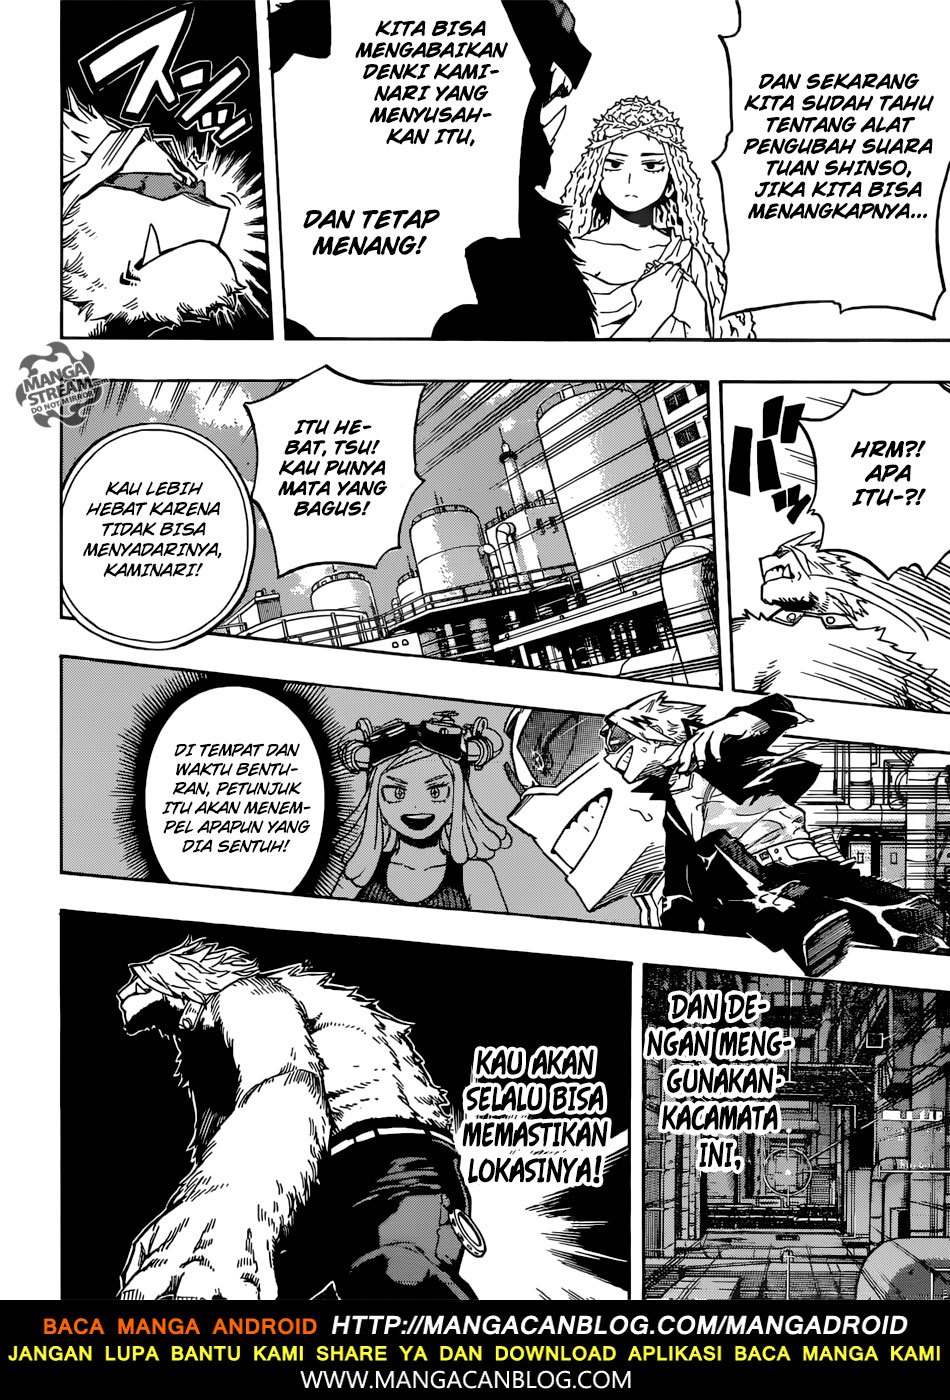 DAN SEKARANG
KITA SUDAH TAHU
TENTANG ALAT
PENGUBAH SUARA
TUAN SHINSO,
JIKA KITA BISA
MENANGKAPNYA...
KITA BISA
MENGABAIKAN
DENKI KAMI-
NARI YANG
MENYUSAH-
KAN ITU,
DAN TETAP
MENANG!
スッ
HRM?!
APA
ITU-?!
ITU HE-
BAT, TSU!
KAU PUNYA
MATA YANG
BAGUS!
KAU LEBIH
HEBAT KARENA
TIDAK BISA
MENYADARINYA,
KAMINARI!
MANGA
STREAM.com
DO NOT MIRROR!
DI TEMPAT DAN
WAKTU BENTU-
RAN, PETUNJUK
ITU AKAN MENEM-
PEL APAPUN YANG
DIA SENTUH!
DAN DE-
NGAN MENG-
GUNAKAN
KACAMATA
INI,
KAU AKAN
SELALU BISA
MEMASTIKAN
LOKASINYA!
BACA MANGA ANDROID HTTP://MANGACANBLOG.COM/MANGADROID
JANGAN LUPA BANTU KAMI SHARE YA DAN DOWNLOAD APLIKASI BACA MANGA KAMI
WWW.MANGACANBLOG.COM